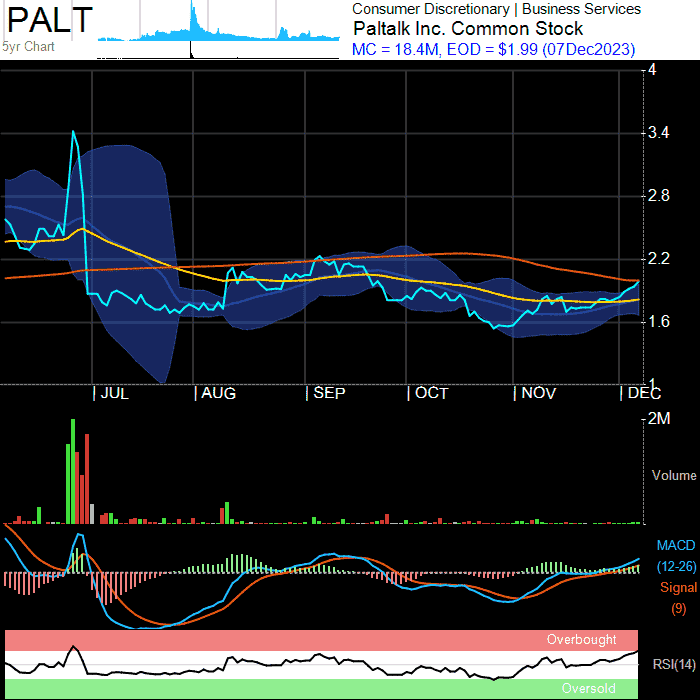 PALT
5yr Chart
Consumer Discretionary | Business Services
Paltalk Inc. Common Stock
MC = 18.4M, EOD = $1.99 (07Dec2023)
4
3.4
2.8
2.2
1.6
1
JUL
AUG
SEP
OCT
NOV
DEC
2M
Volume
MACD
(12-26)
Signal
(9)
Overbought
RSI(14)
Oversold